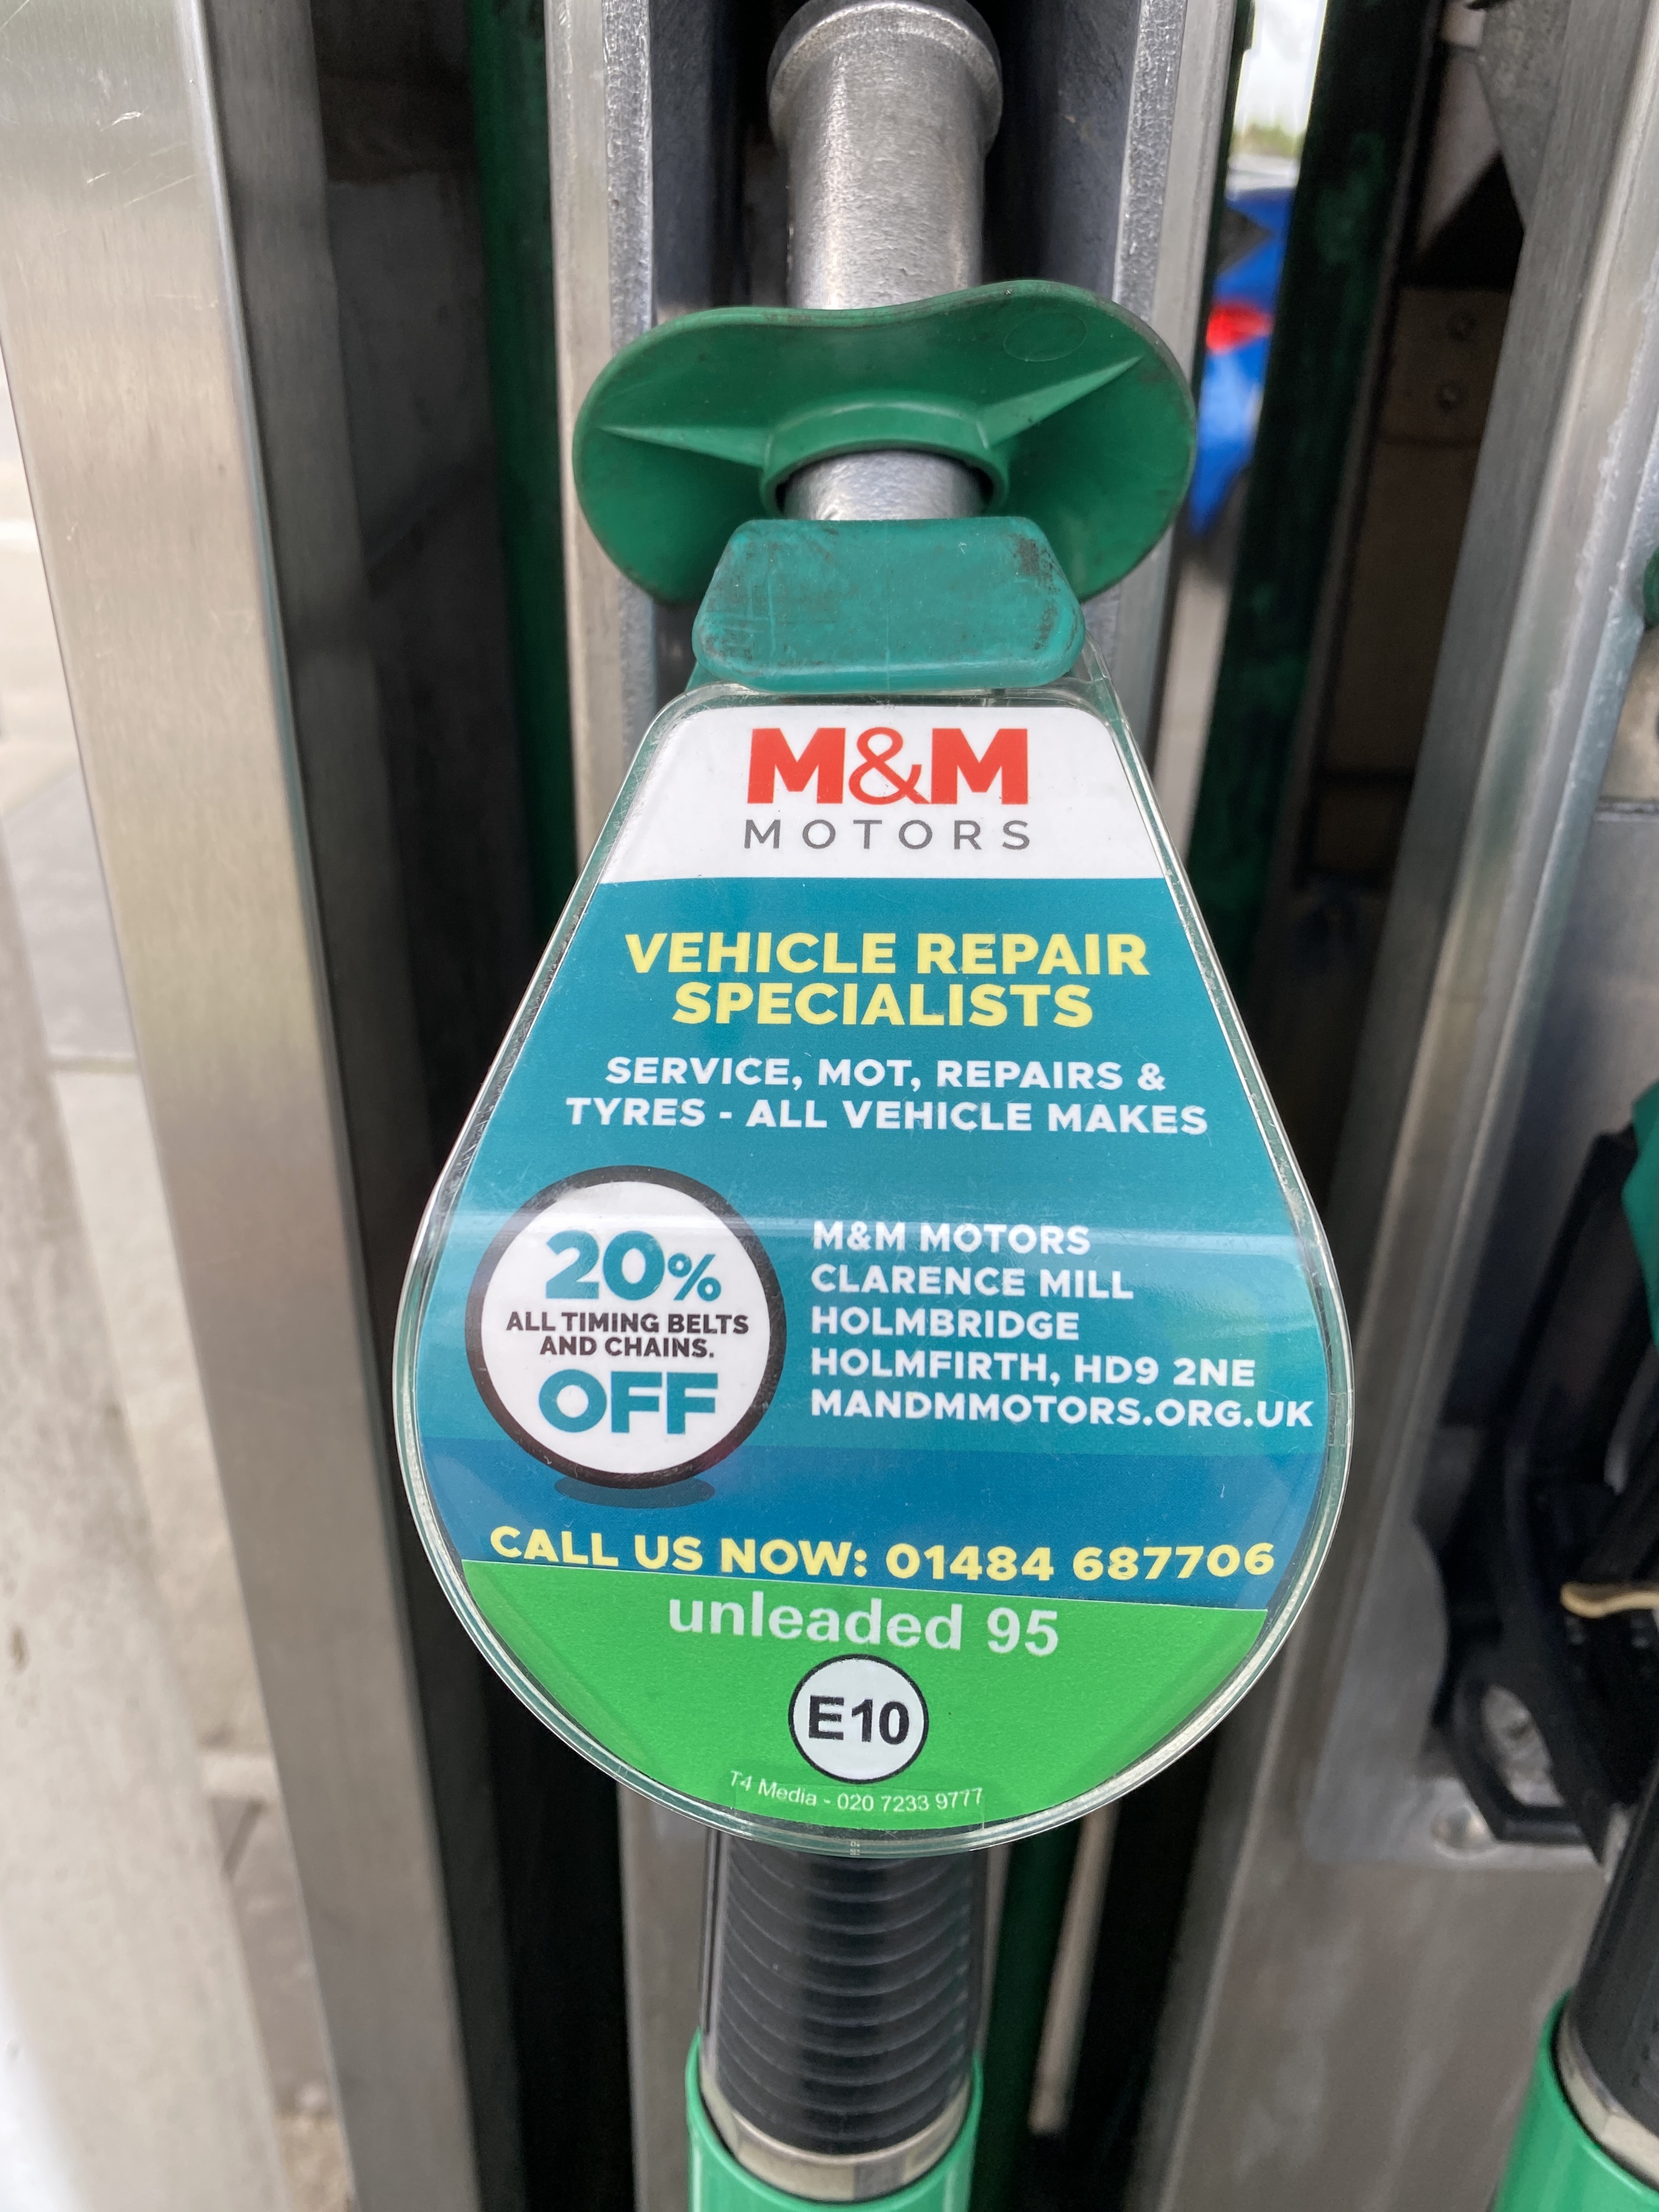 M&M
MOTORS
VEHICLE REPAIR
SPECIALISTS
SERVICE, MOT, REPAIRS &
TYRES - ALL VEHICLE MAKES
20%
ALL TIMING BELTS
AND CHAINS.
OFF
M&M MOTORS
CLARENCE MILL
HOLMBRIDGE
HOLMFIRTH, HD9 2NE
MANDMMOTORS.ORG.UK
CALL US NOW: 01484 687706
unleaded 95
E10
T4 Media - 020 7233 9777